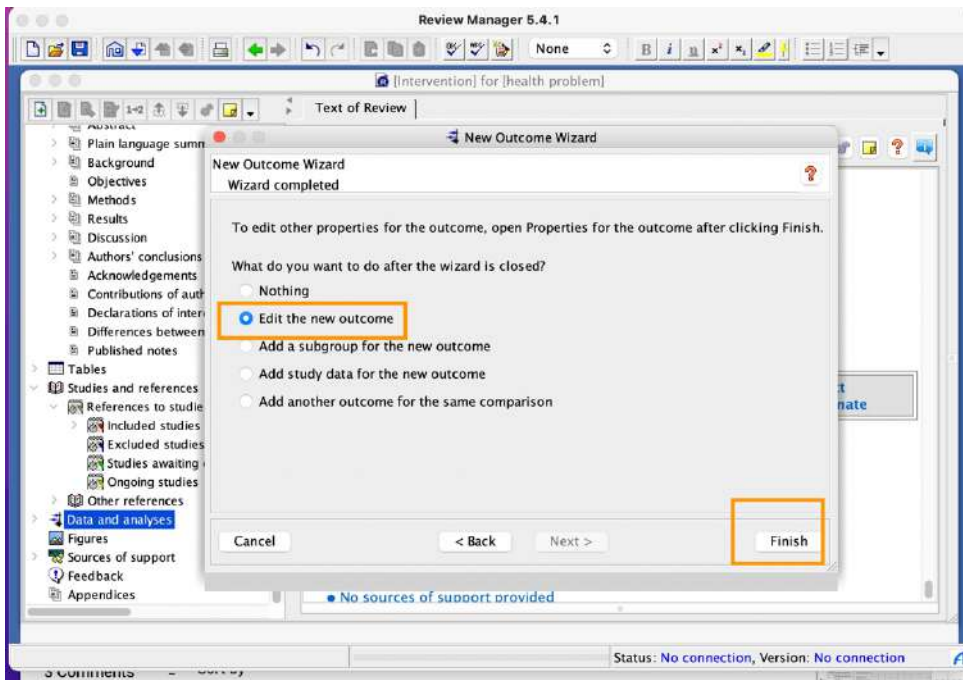 Review Manager 5.4.1
None
B i u x² x₂
[Intervention] for [health problem]
Text of Review
Abstract
Plain language summ
Background
Objectives
Methods
Results
Discussion
Authors' conclusions
Acknowledgements
Contributions of auth
Declarations of inter
Differences between
Published notes
Tables
Studies and references
References to studie
Included studies
Excluded studies
Studies awaiting
Ongoing studies
Other references
Data and analyses
Figures
Sources of support
Feedback
Appendices
New Outcome Wizard
New Outcome Wizard
Wizard completed
To edit other properties for the outcome, open Properties for the outcome after clicking Finish.
What do you want to do after the wizard is closed?
Nothing
Edit the new outcome
Add a subgroup for the new outcome
Add study data for the new outcome
Add another outcome for the same comparison
Cancel
< Back
Next >
Finish
nate
No sources of support provided
Status: No connection, Version: No connection
3 Comments